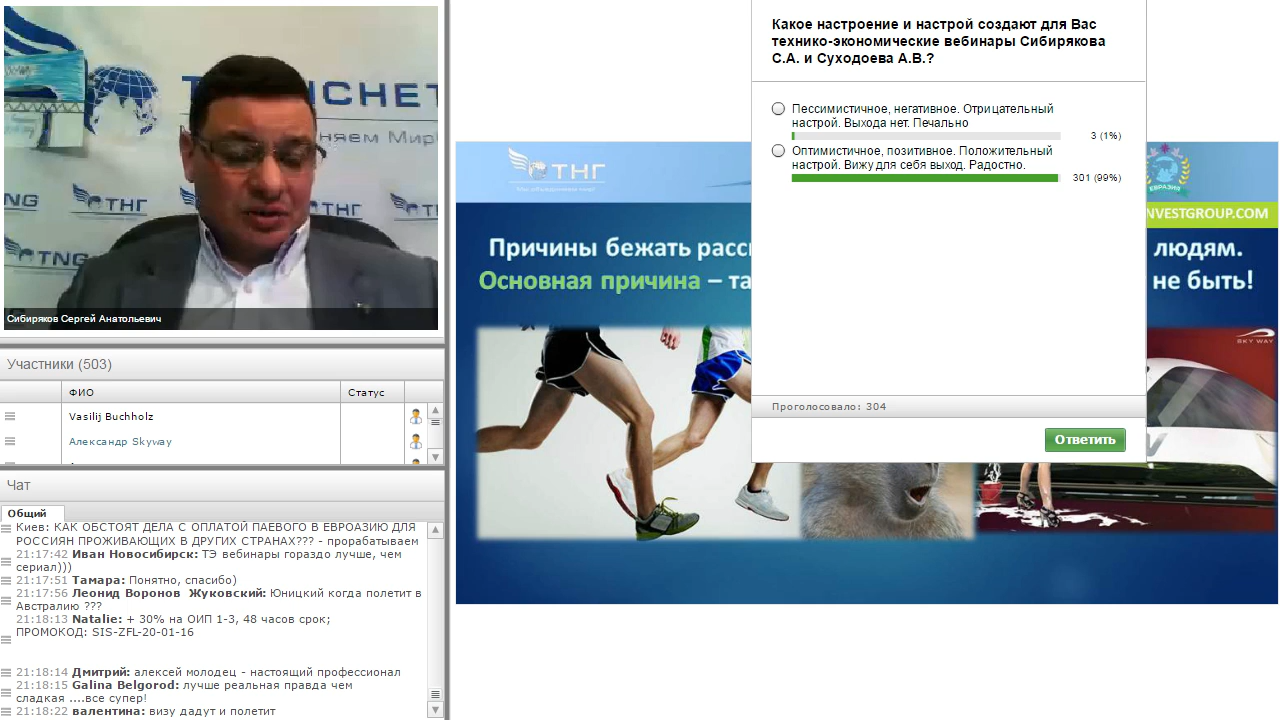 TNG
ТНГ
TNG
ТНГ
Сибиряков Сергей Анатольевич
Участники (503)
ФИО
Статус
Vasilij Buchholz
Александр Skyway
Чат
Общий
Киев: КАК ОБСТОЯТ ДЕЛА С ОПЛАТОЙ ПАЕВОГО В ЕВРОАЗИЮ ДЛЯ
РОССИЯН ПРОЖИВАЮЩИХ В ДРУГИХ СТРАНАХ??? - прорабатываем
21:17:42 Иван Новосибирск: ТЭ вебинары гораздо лучше, чем
сериал)))
21:17:51 Тамара: Понятно, спасибо)
21:17:56 Леонид Воронов Жуковский: Юницкий когда полетит в
Австралию ???
21:18:13 Natalie: + 30% на ОИП 1-3, 48 часов срок;
ПРОМОКОД: SIS-ZFL-20-01-16
21:18:14 Дмитрий: алексей молодец - настоящий профессионал
21:18:15 Galina Belgorod: лучше реальная правда чем
сладкая ....все супер!
21:18:22 валентина: визу дадут и полетит
Какое настроение и настрой создают для Вас
технико-экономические вебинары Сибирякова
С.А. и Суходоева А.В.?
Пессимистичное, негативное. Отрицательный
настрой. Выхода нет. Печально
3 (1%)
Оптимистичное, позитивное. Положительный
настрой. Вижу для себя выход. Радостно.
301 (99%)
Проголосовало: 304
Ответить
ТНГ
ЕВРАЗИЯ
NVESTGROUP.COM
Причины бежать расс людям.
Основная причина – та не быть!
SKY WAY